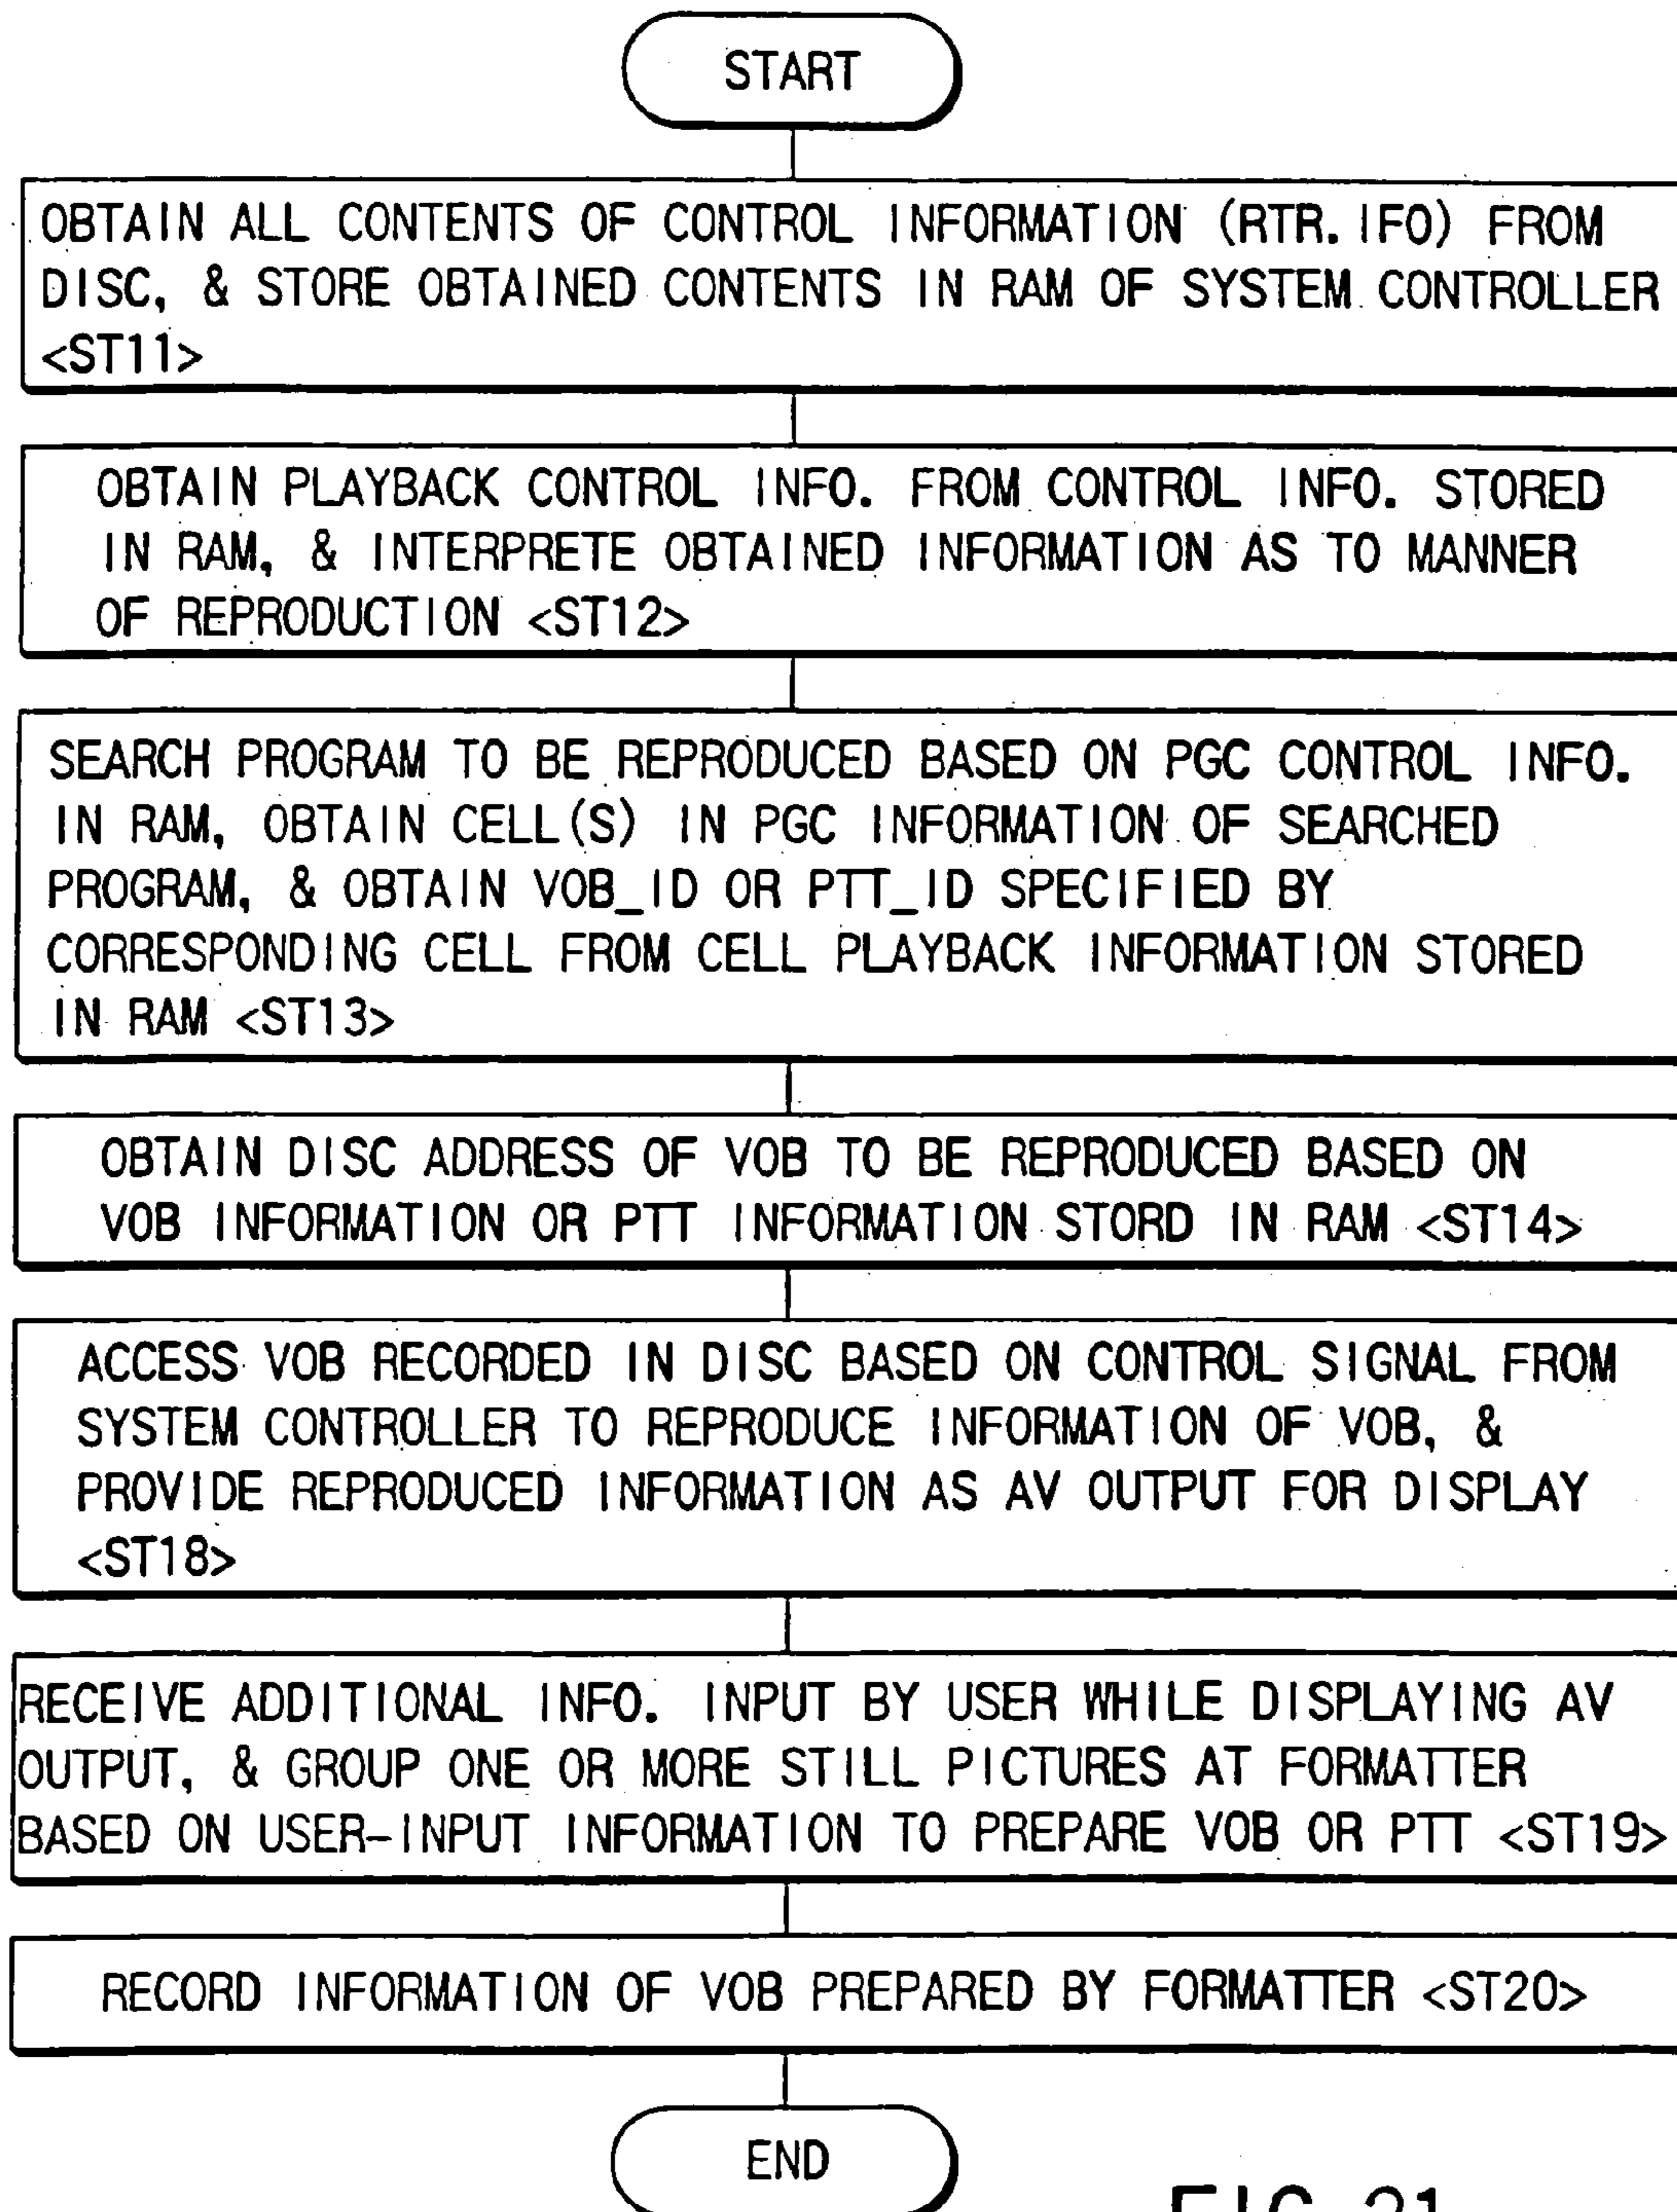 START
OBTAIN ALL CONTENTS OF CONTROL INFORMATION (RTR.IFO) FROM
DISC, & STORE OBTAINED CONTENTS IN RAM OF SYSTEM CONTROLLER
<ST11>
OBTAIN PLAYBACK CONTROL INFO. FROM CONTROL INFO. STORED
IN RAM, & INTERPRETE OBTAINED INFORMATION AS TO MANNER
OF REPRODUCTION <ST12>
SEARCH PROGRAM TO BE REPRODUCED BASED ON PGC CONTROL INFO.
IN RAM, OBTAIN CELL(S) IN PGC INFORMATION OF SEARCHED
PROGRAM, & OBTAIN VOB_ID OR PTT_ID SPECIFIED BY
CORRESPONDING CELL FROM CELL PLAYBACK INFORMATION STORED
IN RAM <ST13>
OBTAIN DISC ADDRESS OF VOB TO BE REPRODUCED BASED ON
VOB INFORMATION OR PTT INFORMATION STORD IN RAM <ST14>
ACCESS VOB RECORDED IN DISC BASED ON CONTROL SIGNAL FROM
SYSTEM CONTROLLER TO REPRODUCE INFORMATION OF VOB, &
PROVIDE REPRODUCED INFORMATION AS AV OUTPUT FOR DISPLAY
<ST18>
RECEIVE ADDITIONAL INFO. INPUT BY USER WHILE DISPLAYING AV
OUTPUT, & GROUP ONE OR MORE STILL PICTURES AT FORMATTER
BASED ON USER-INPUT INFORMATION TO PREPARE VOB OR PTT <ST19>
RECORD INFORMATION OF VOB PREPARED BY FORMATTER <ST20>
END
FIG. 21